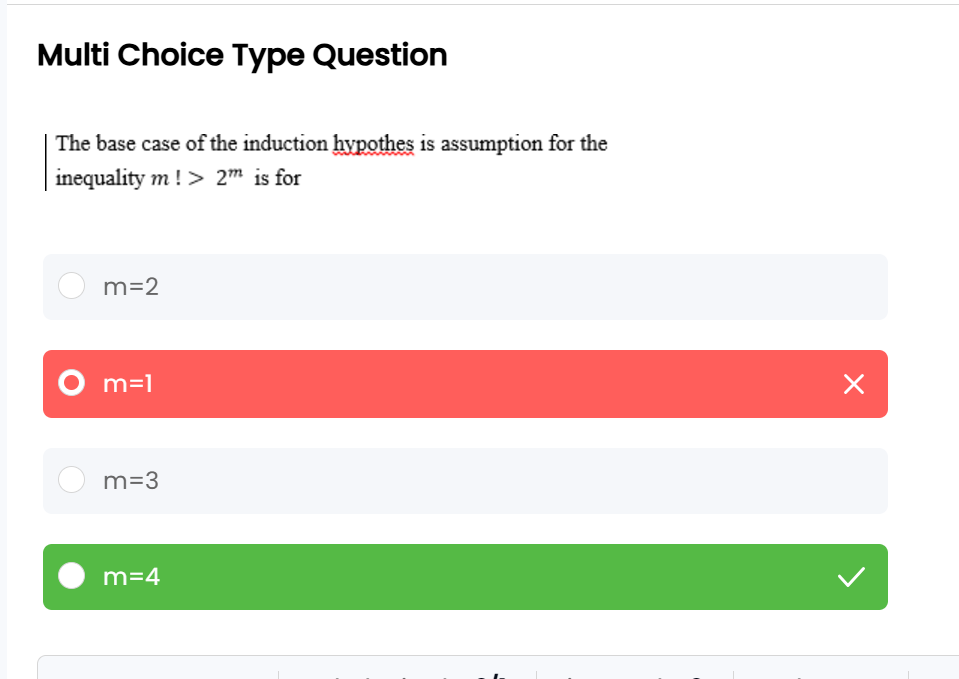 Multi Choice Type Question
The base case of the induction hypothes is assumption for the
inequality m ! > 2^m is for
m=2
m=1
m=3
m=4